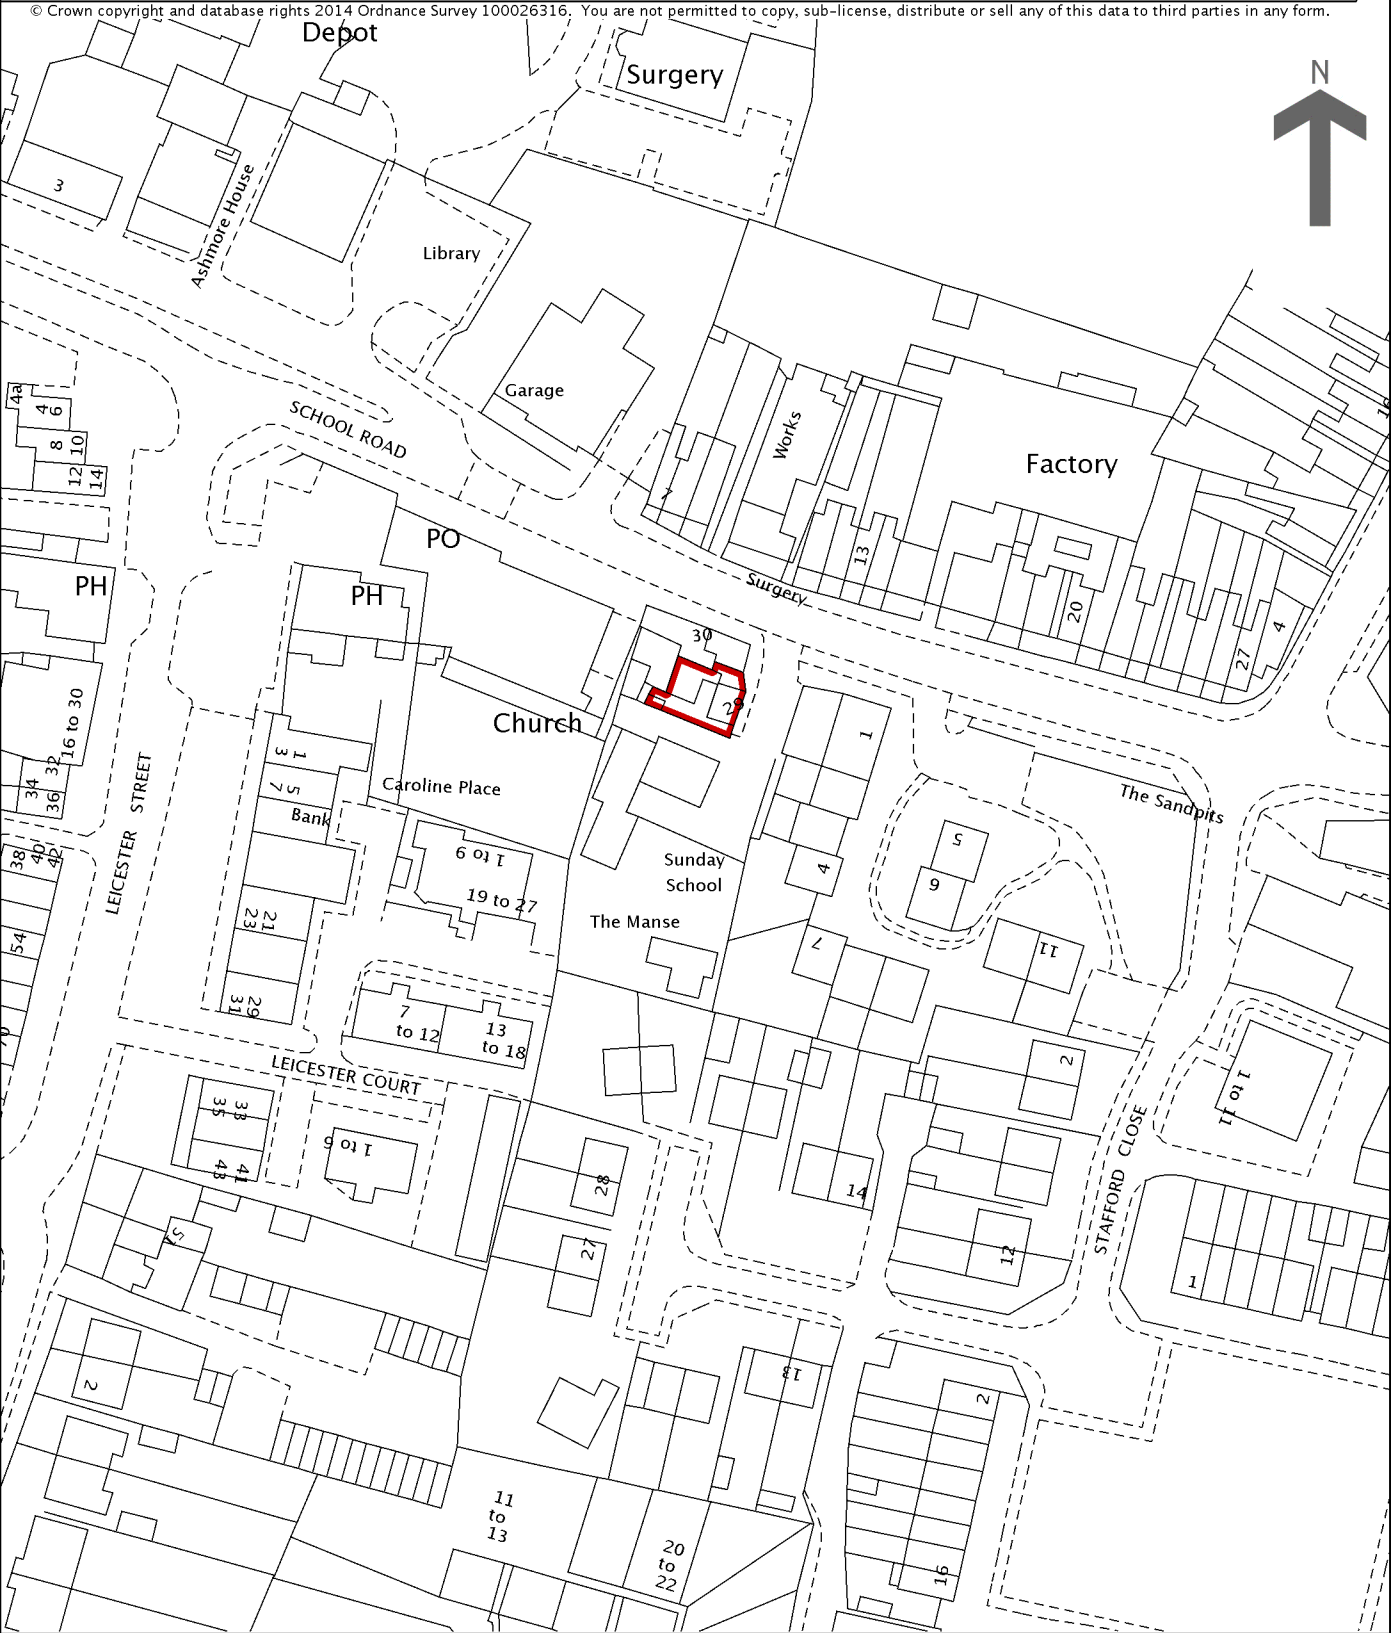 © Crown copyright and database rights 2014 Ordnance Survey 100026316. You are not permitted to copy, sub-license, distribute or sell any of this data to third parties in any form.
Depot
Surgery
N
3
Ashmore House
Library
Garage
SCHOOL ROAD
4a
4
6
8
10
12
14
Works
Factory
16
7
13
PO
PH
PH
Surgery
20
4
27
30
29
Church
16 to 30
1
3
5
7
Bank
Caroline Place
1
The Sandpits
32
34
36
38
40
42
LEICESTER STREET
1 to 9
19 to 27
Sunday
School
The Manse
4
5
6
7
11
21
23
54
29
31
7
to 12
13
to 18
LEICESTER COURT
2
1 to 11
33
35
41
43
1 to 6
28
27
14
12
STAFFORD CLOSE
1
57
2
13
2
11
to
13
20
to
22
16